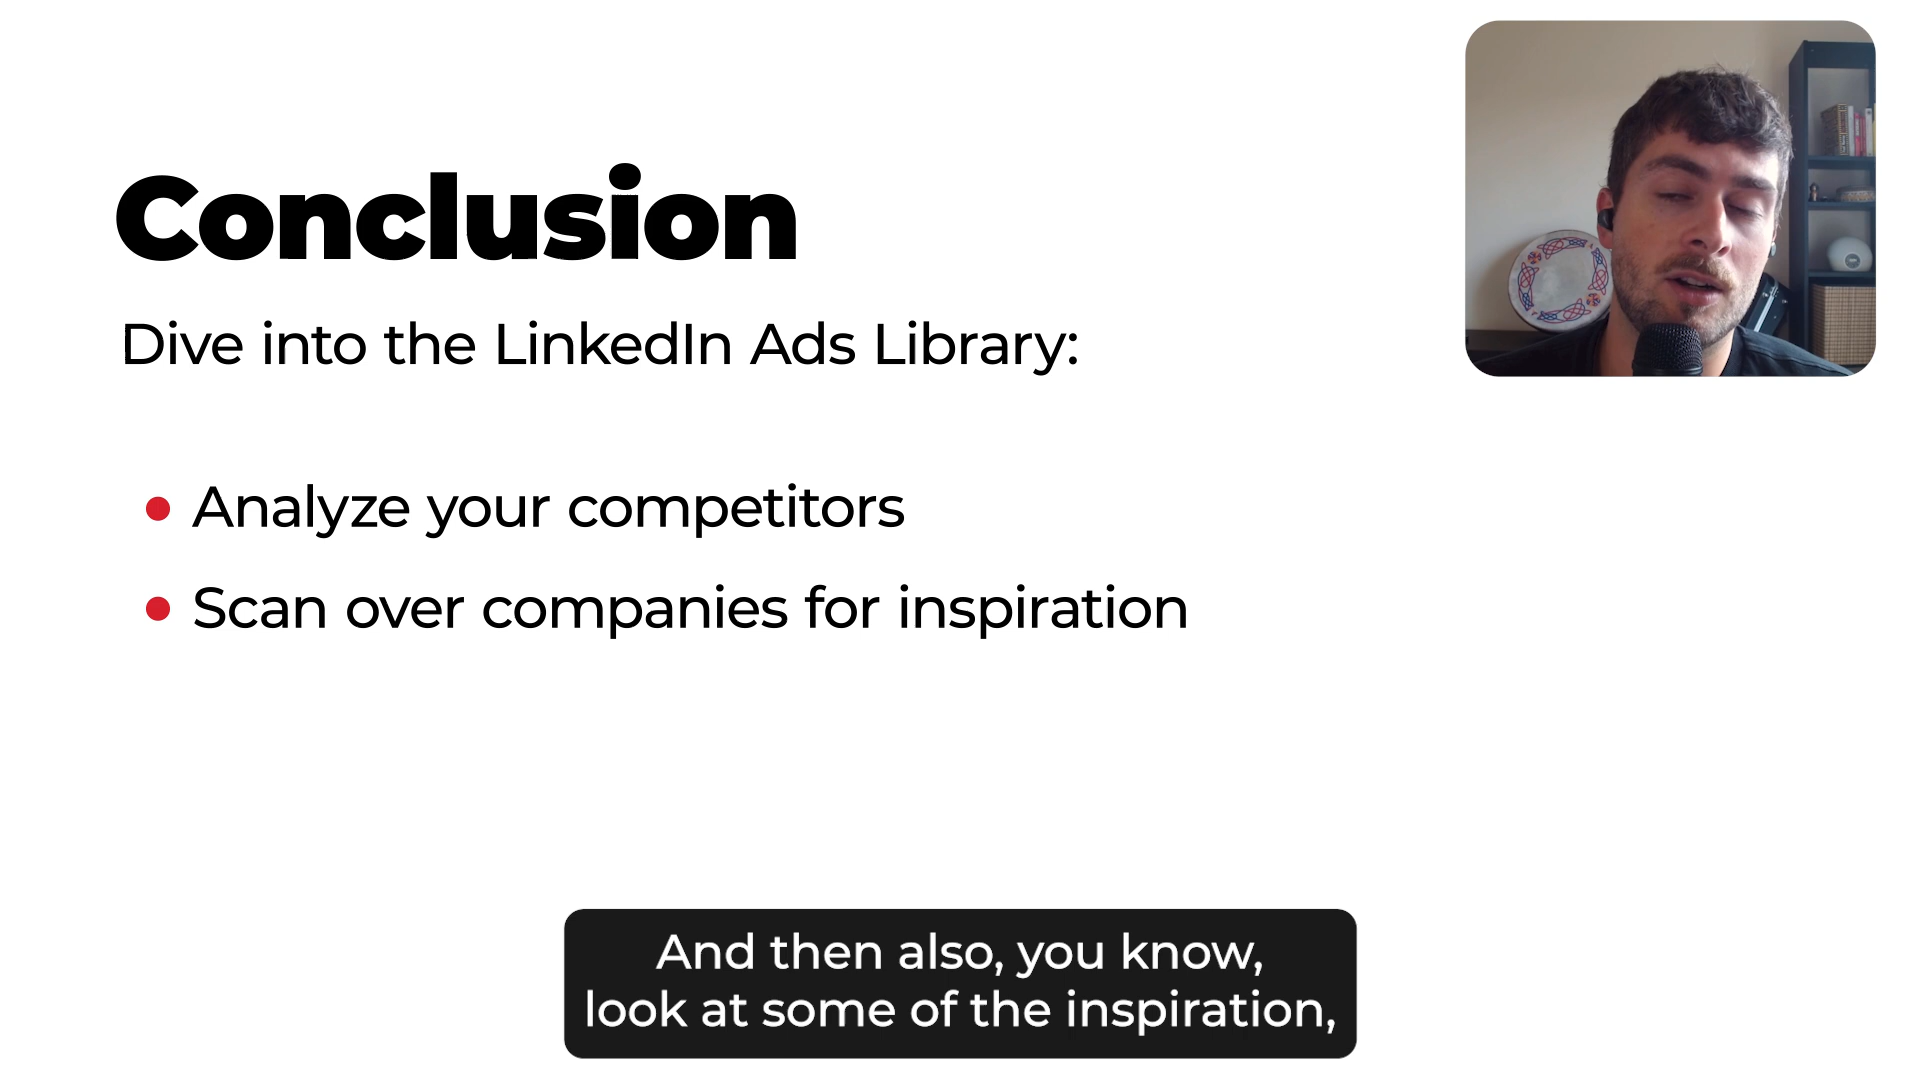 Conclusion
Dive into the LinkedIn Ads Library:
Analyze your competitors
Scan over companies for inspiration
And then also, you know,
look at some of the inspiration,